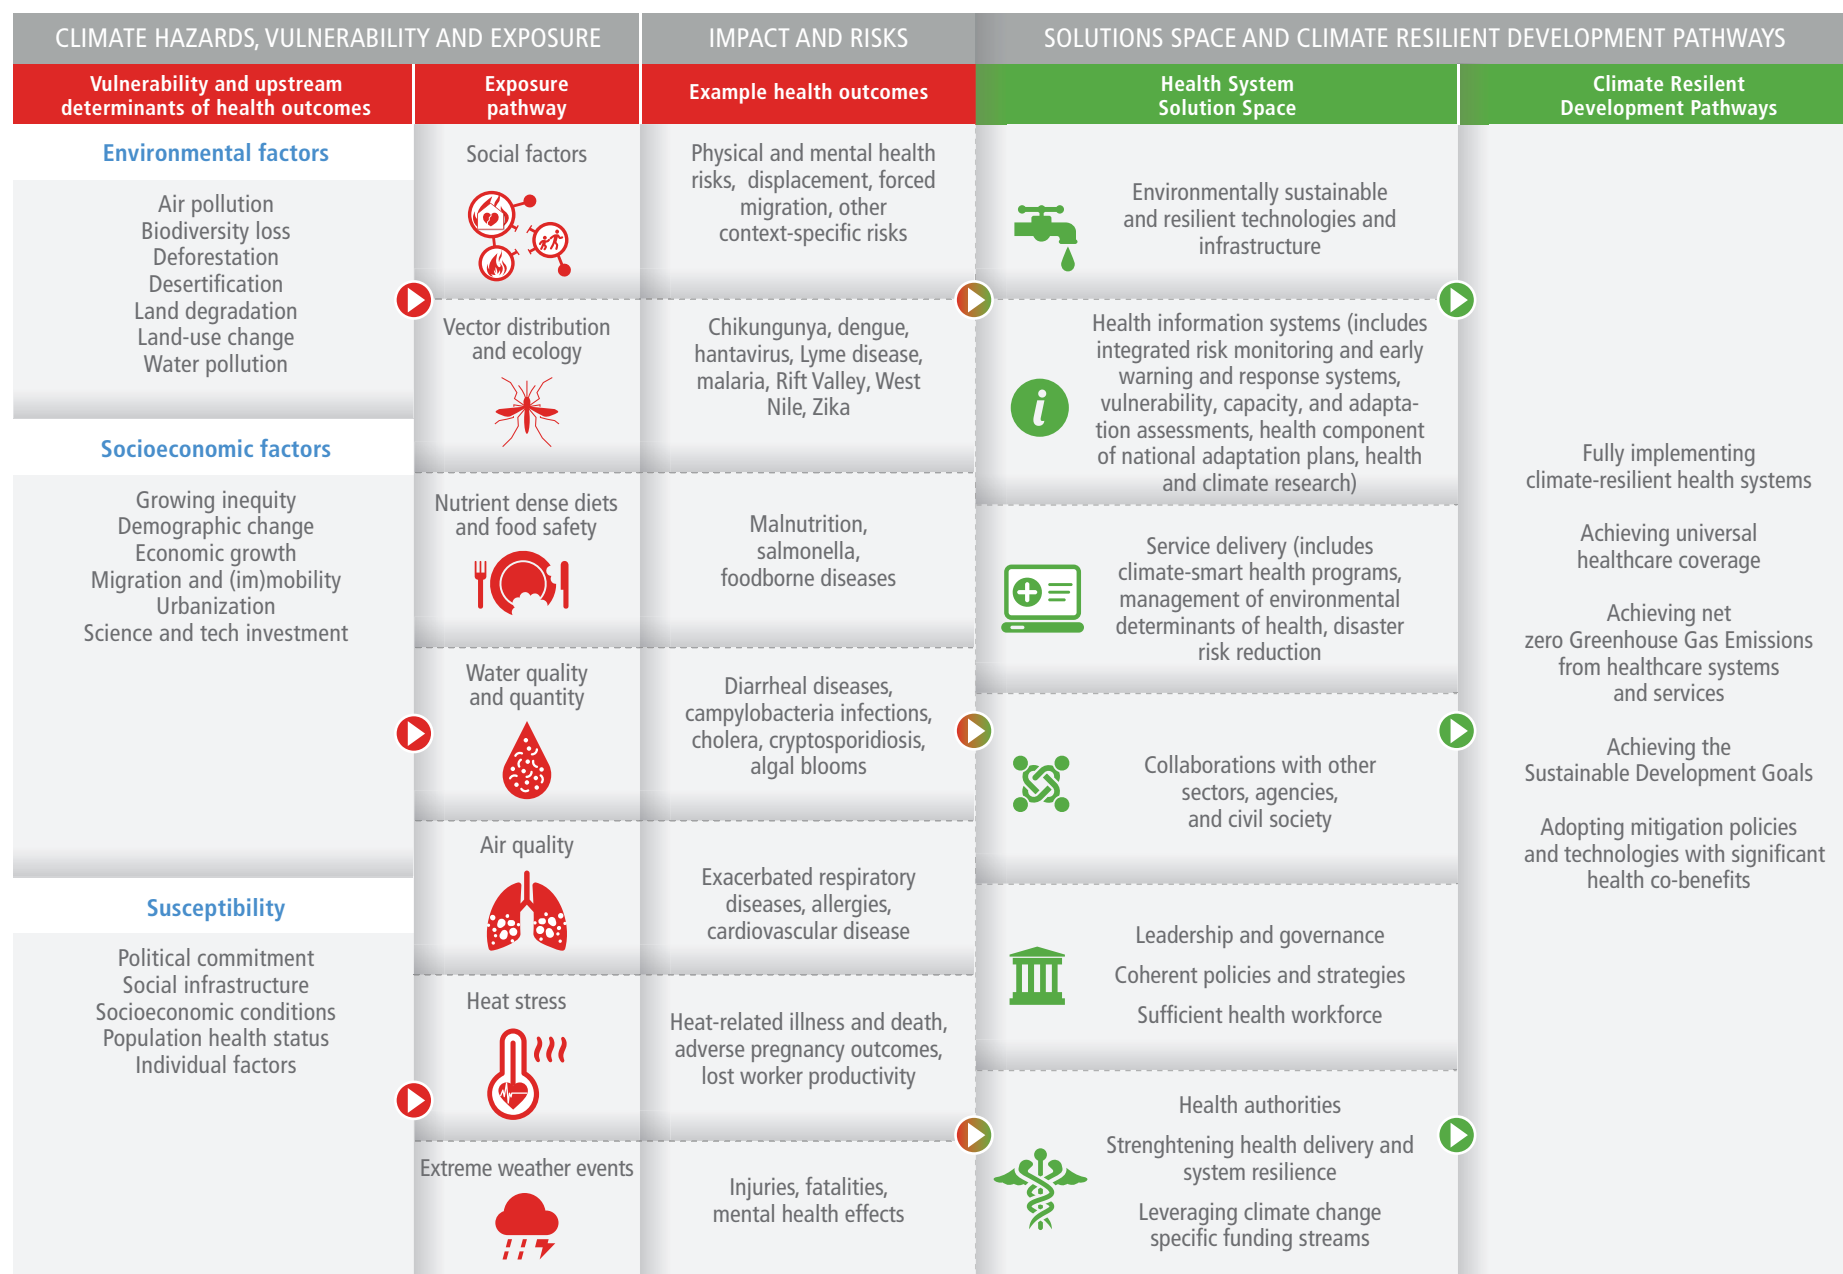 CLIMATE HAZARDS, VULNERABILITY AND EXPOSURE
IMPACT AND RISKS
SOLUTIONS SPACE AND CLIMATE RESILIENT DEVELOPMENT PATHWAYS
Vulnerability and upstream
determinants of health outcomes
Exposure
pathway
Example health outcomes
Health System
Solution Space
Climate Resilent
Development Pathways
Environmental factors
Air pollution
Biodiversity loss
Deforestation
Desertification
Land degradation
Land-use change
Water pollution
Socioeconomic factors
Growing inequity
Demographic change
Economic growth
Migration and (im)mobility
Urbanization
Science and tech investment
Susceptibility
Political commitment
Social infrastructure
Socioeconomic conditions
Population health status
Individual factors
Social factors
Vector distribution
and ecology
Nutrient dense diets
and food safety
Water quality
and quantity
Air quality
Heat stress
Extreme weather events
Physical and mental health
risks, displacement, forced
migration, other
context-specific risks
Chikungunya, dengue,
hantavirus, Lyme disease,
malaria, Rift Valley, West
Nile, Zika
Malnutrition,
salmonella,
foodborne diseases
Diarrheal diseases,
campylobacteria infections,
cholera, cryptosporidiosis,
algal blooms
Exacerbated respiratory
diseases, allergies,
cardiovascular disease
Heat-related illness and death,
adverse pregnancy outcomes,
lost worker productivity
Injuries, fatalities,
mental health effects
Environmentally sustainable
and resilient technologies and
infrastructure
i
Health information systems (includes
integrated risk monitoring and early
warning and response systems,
vulnerability, capacity, and adapta-
tion assessments, health component
of national adaptation plans, health
and climate research)
Service delivery (includes
climate-smart health programs,
management of environmental
determinants of health, disaster
risk reduction
Collaborations with other
sectors, agencies,
and civil society
Leadership and governance
Coherent policies and strategies
Sufficient health workforce
Health authorities
Strenghtening health delivery and
system resilience
Leveraging climate change
specific funding streams
Fully implementing
climate-resilient health systems
Achieving universal
healthcare coverage
Achieving net
zero Greenhouse Gas Emissions
from healthcare systems
and services
Achieving the
Sustainable Development Goals
Adopting mitigation policies
and technologies with significant
health co-benefits